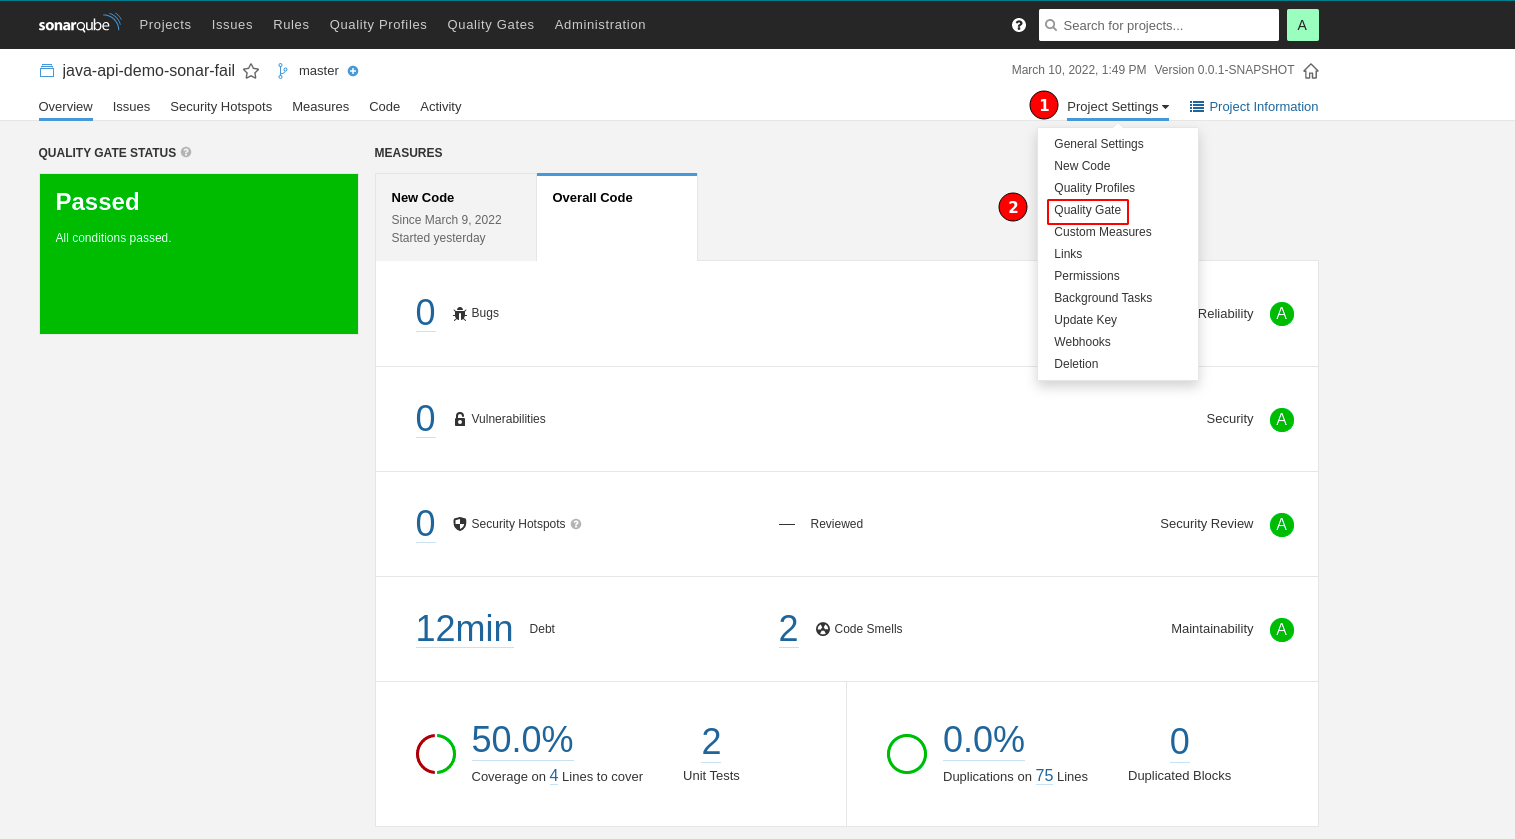 sonarqube Projects Issues Rules Quality Profiles Quality Gates Administration ? Search for projects... A
java-api-demo-sonar-fail master March 10, 2022, 1:49 PM Version 0.0.1-SNAPSHOT
Overview Issues Security Hotspots Measures Code Activity 1 Project Settings Project Information
General Settings
New Code
Quality Profiles
2 Quality Gate
Custom Measures
Links
Permissions
Background Tasks
Update Key
Webhooks
Deletion
QUALITY GATE STATUS ?
Passed
All conditions passed.
MEASURES
New Code
Since March 9, 2022
Started yesterday
Overall Code
0 Bugs Reliability A
0 Vulnerabilities Security A
0 Security Hotspots ? — Reviewed Security Review A
12min Debt 2 Code Smells Maintainability A
50.0%
Coverage on 4 Lines to cover
2
Unit Tests
0.0%
Duplications on 75 Lines
0
Duplicated Blocks